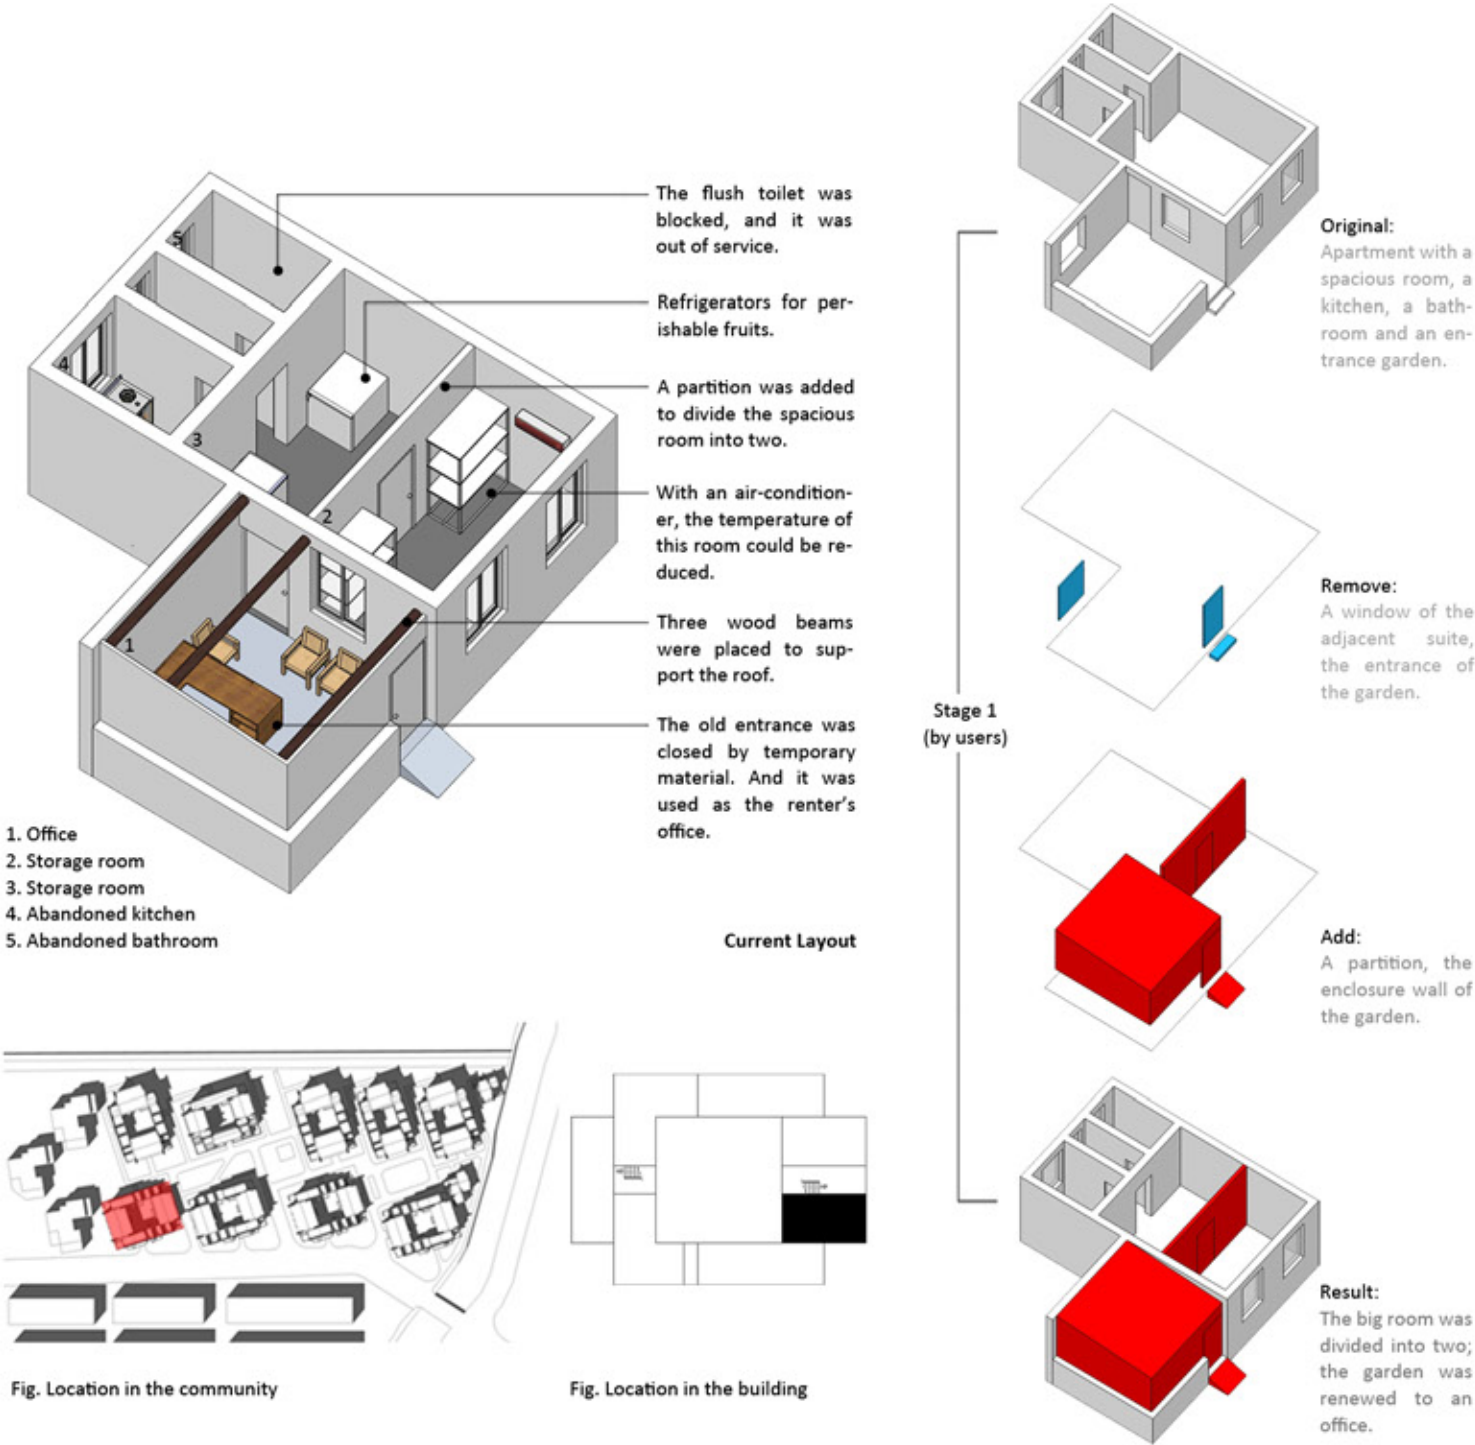 The flush toilet was
blocked, and it was
out of service.
Refrigerators for per-
ishable fruits.
A partition was added
to divide the spacious
room into two.
With an air-condition-
er, the temperature of
this room could be re-
duced.
Three wood beams
were placed to sup-
port the roof.
The old entrance was
closed by temporary
material. And it was
used as the renter's
office.
5
4
3
2
1
1. Office
2. Storage room
3. Storage room
4. Abandoned kitchen
5. Abandoned bathroom
Current Layout
Fig. Location in the community
Fig. Location in the building
Stage 1
(by users)
Original:
Apartment with a
spacious room, a
kitchen, a bath-
room and an en-
trance garden.
Remove:
A window of the
adjacent suite,
the entrance of
the garden.
Add:
A partition, the
enclosure wall of
the garden.
Result:
The big room was
divided into two;
the garden was
renewed to an
office.